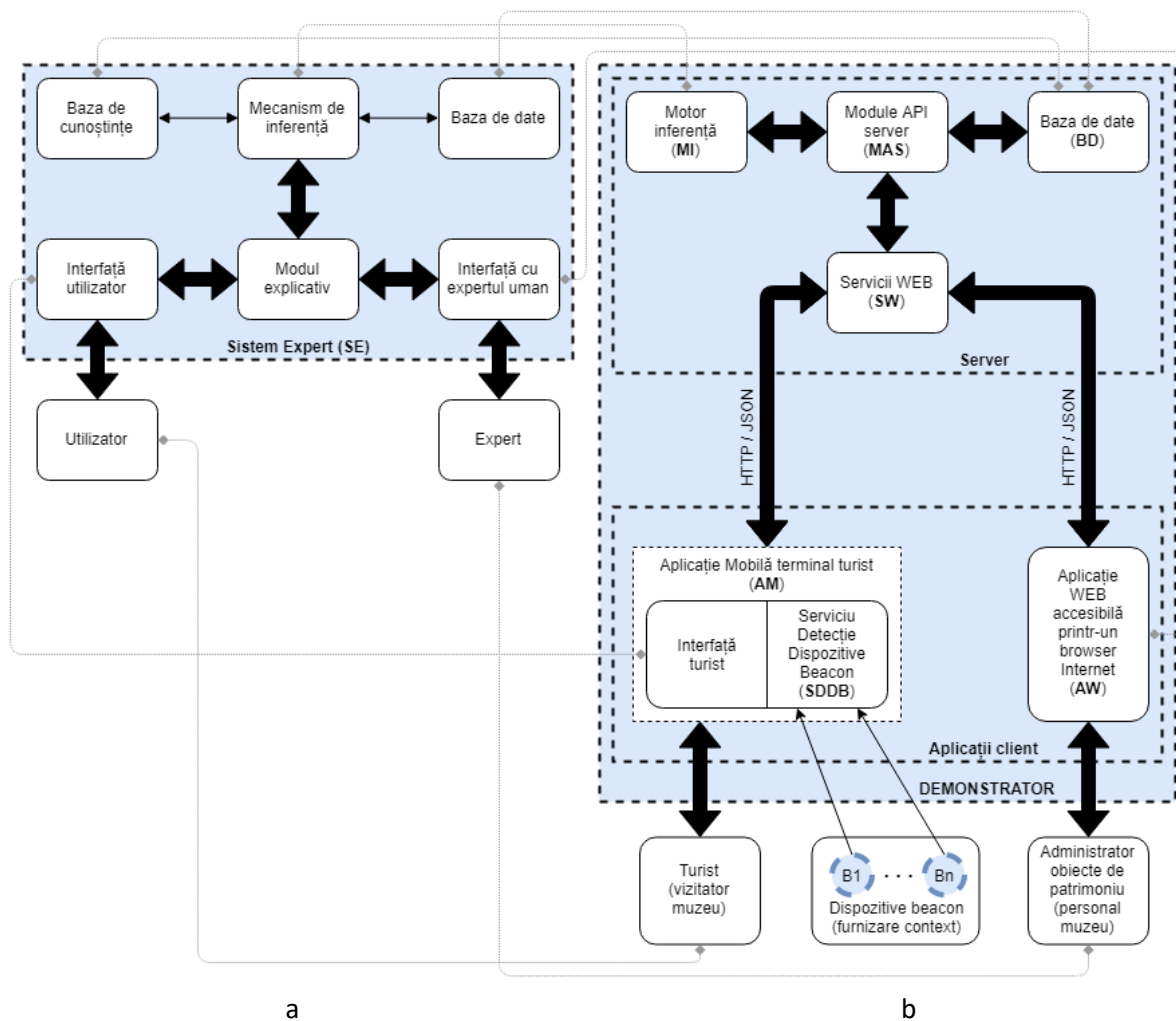 Baza de
cunoștințe
Mecanism de
inferență
Baza de date
Interfață
utilizator
Modul
explicativ
Interfață cu
expertul uman
Sistem Expert (SE)
Utilizator
Expert
a
Motor
inferență
(MI)
Module API
server
(MAS)
Baza de date
(BD)
Servicii WEB
(SW)
Server
HTTP / JSON
HTTP / JSON
Aplicație Mobilă terminal turist
(AM)
Interfață
turist
Serviciu
Detecție
Dispozitive
Beacon
(SDDB)
Aplicație
WEB
accesibilă
printr-un
browser
Internet
(AW)
Aplicații client
DEMONSTRATOR
Turist
(vizitator
muzeu)
B1
· · ·
Bn
Dispozitive beacon
(furnizare context)
Administrator
obiecte de
patrimoniu
(personal
muzeu)
b